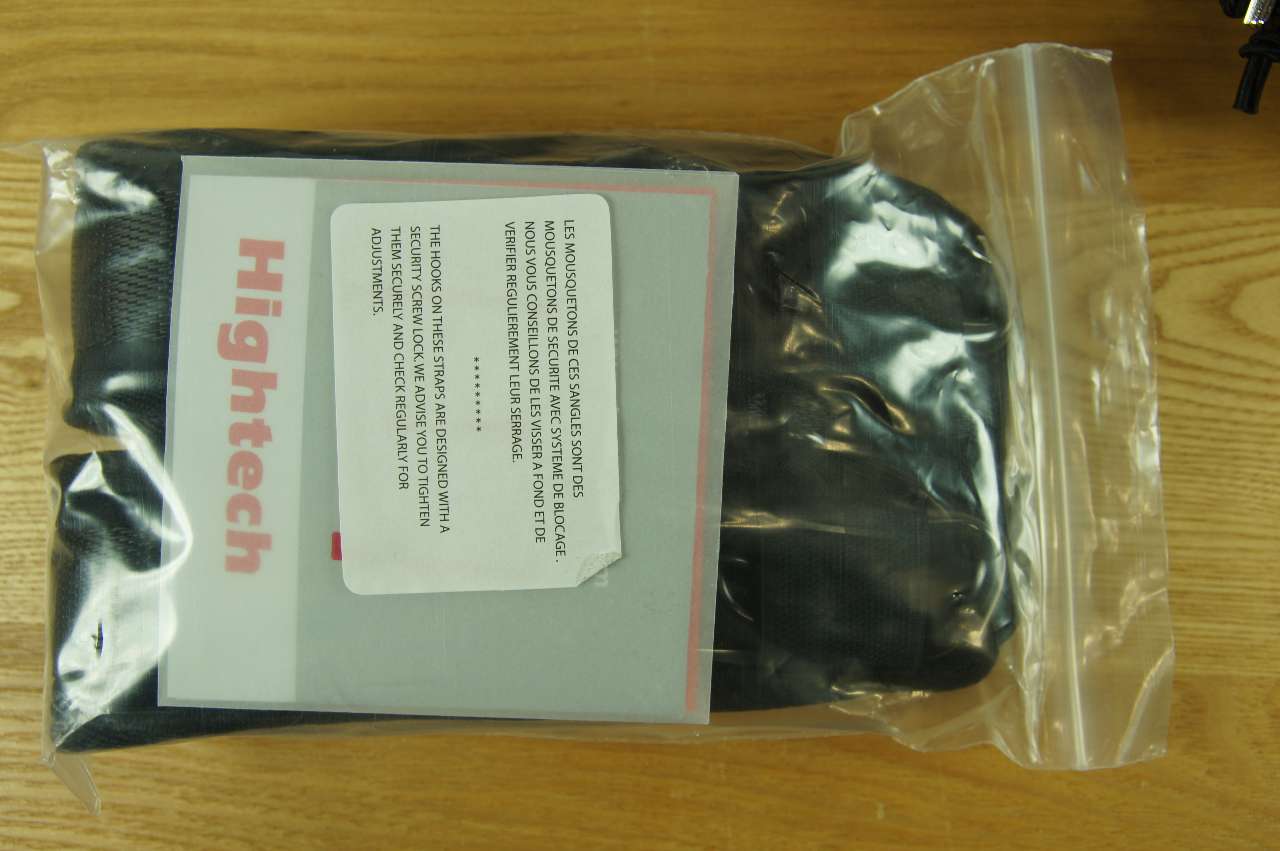 Hightech
LES MOUSQUETONS DE CES SANGLES SONT DES
MOUSQUETONS DE SECURITE AVEC SYSTEME DE BLOCAGE .
NOUS VOUS CONSEILLONS DE LES VISSER A FOND ET DE
VERIFIER REGULIEREMENT LEUR SERRAGE.
*********
THE HOOKS ON THESE STRAPS ARE DESIGNED WITH A
SECURITY SCREW LOCK. WE ADVISE YOU TO TIGHTEN
THEM SECURELY AND CHECK REGULARLY FOR
ADJUSTMENTS.